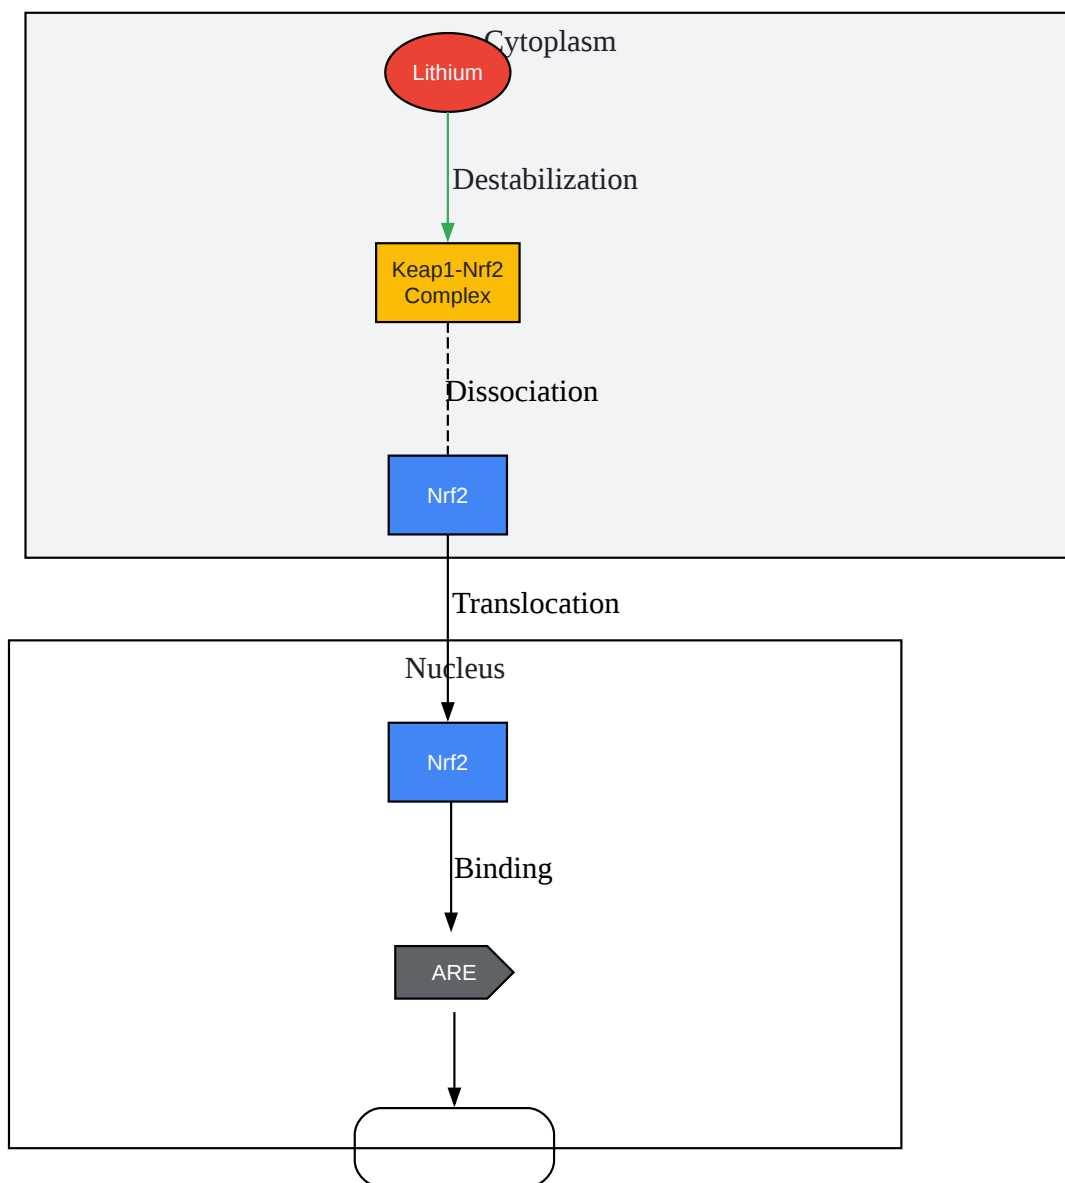 Cytoplasm
Lithium
Destabilization
Keap1-Nrf2
Complex
Dissociation
Nrf2
Translocation
Nucleus
Nrf2
Binding
ARE